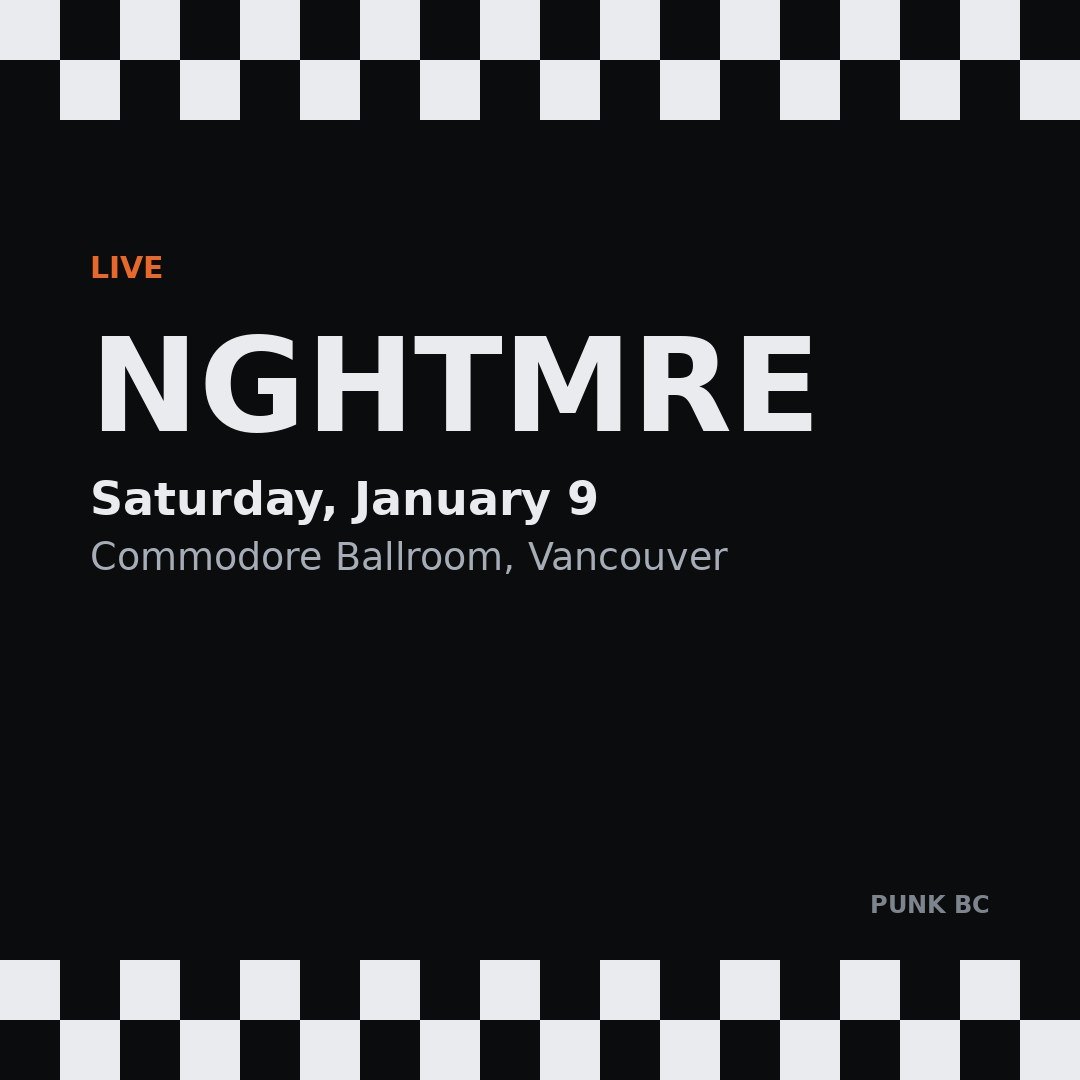 LIVE
NGHTMRE
Saturday, January 9
Commodore Ballroom, Vancouver
PUNK BC